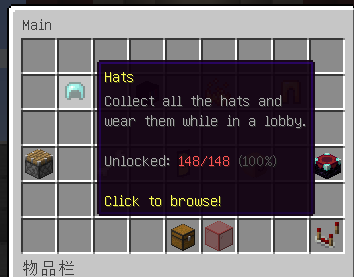 Main
Hats
Collect all the hats and
wear them while in a lobby.
Unlocked: 148/148 (100%)
Click to browse!
物品栏